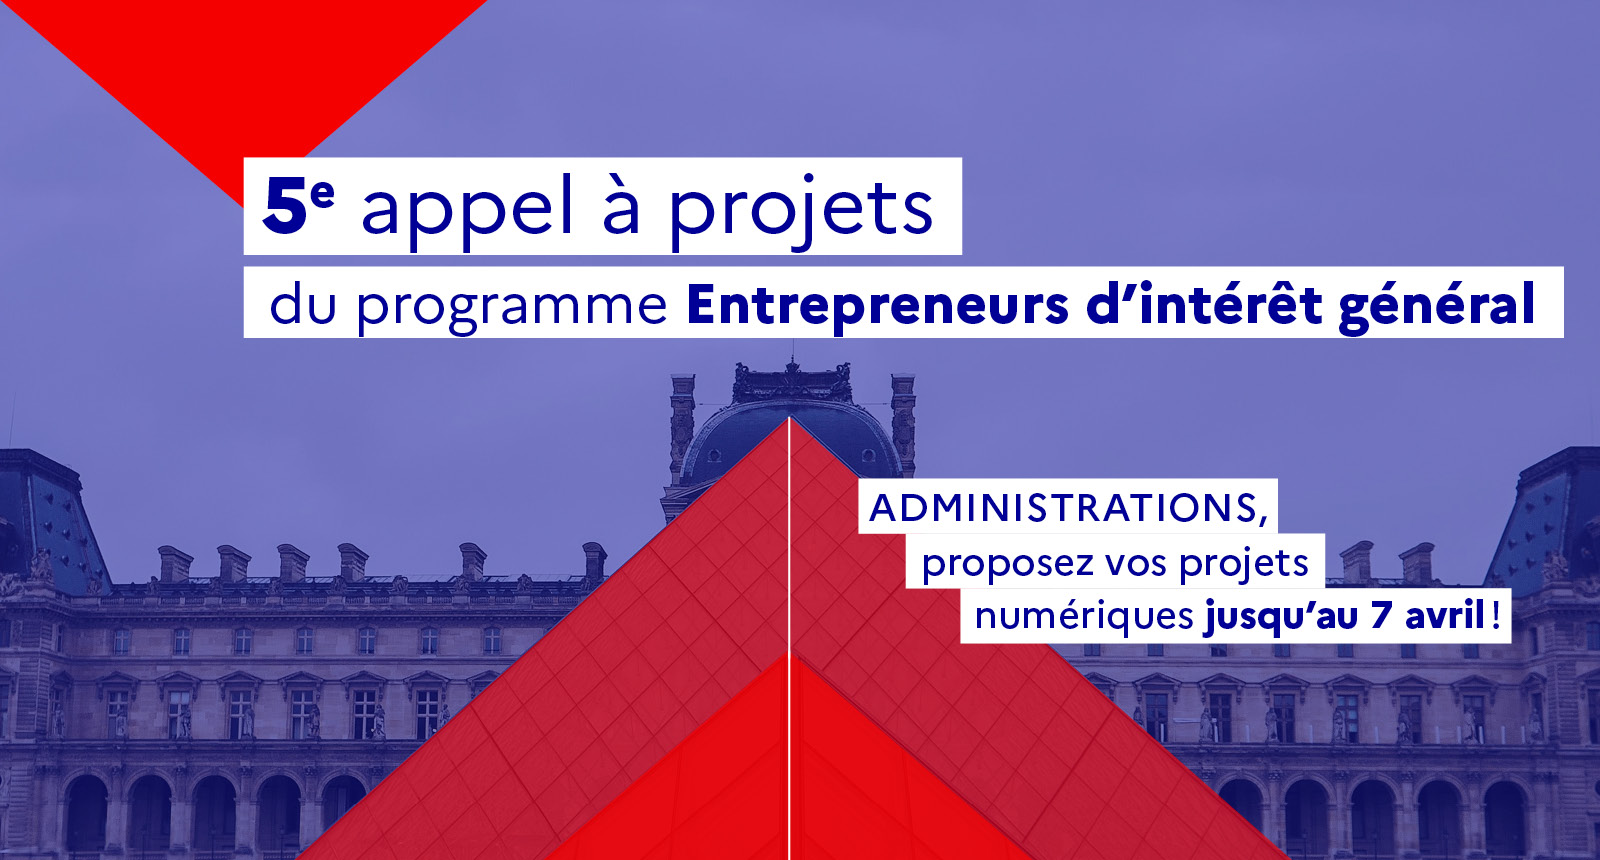 5e appel à projets
du programme Entrepreneurs d’intérêt général
ADMINISTRATIONS,
proposez vos projets
numériques jusqu’au 7 avril !